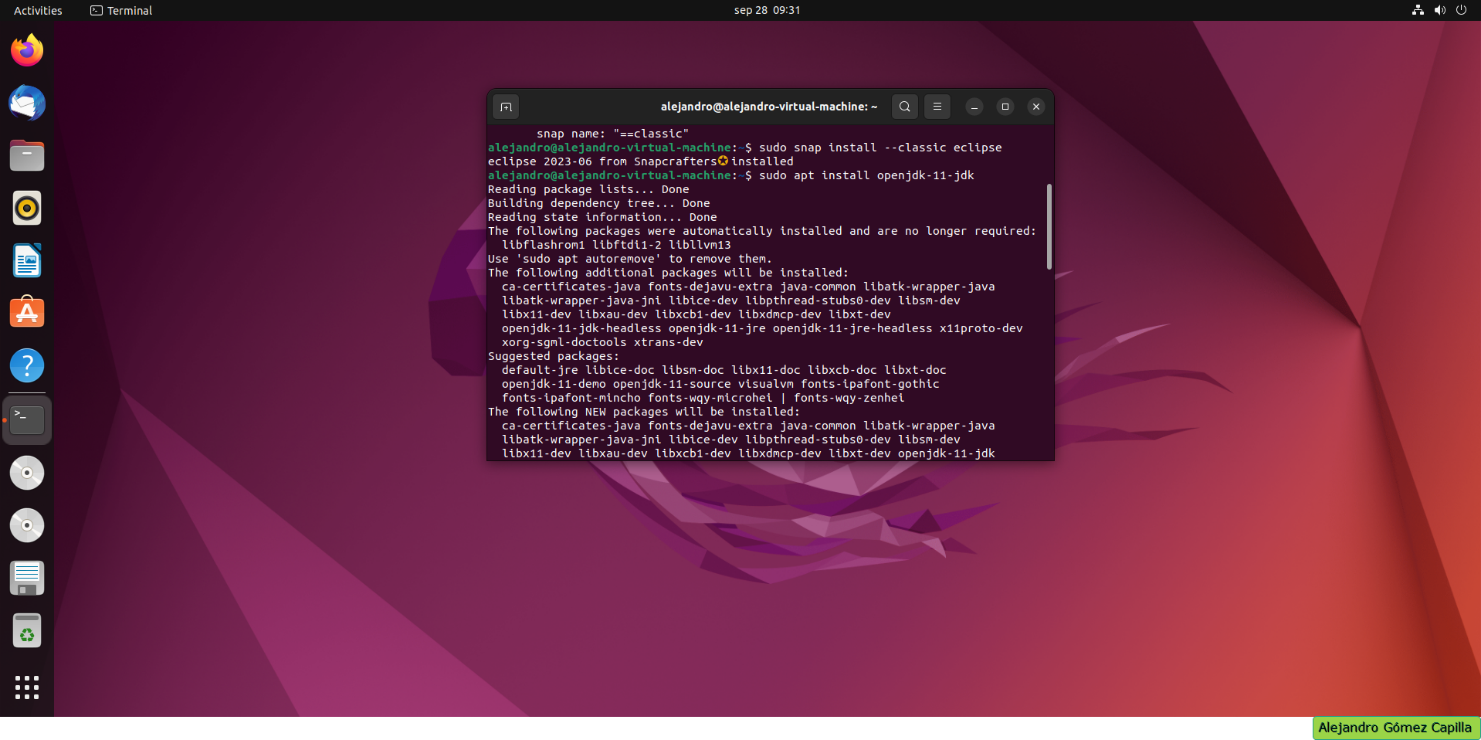 Activities
Terminal
sep 28 09:31
alejandro@alejandro-virtual-machine: ~
snap name: "==classic"
alejandro@alejandro-virtual-machine:~$ sudo snap install --classic eclipse
eclipse 2023-06 from Snapcrafters✪ installed
alejandro@alejandro-virtual-machine:~$ sudo apt install openjdk-11-jdk
Reading package lists... Done
Building dependency tree... Done
Reading state information... Done
The following packages were automatically installed and are no longer required:
libflashrom1 libftdi1-2 libllvm13
Use 'sudo apt autoremove' to remove them.
The following additional packages will be installed:
ca-certificates-java fonts-dejavu-extra java-common libatk-wrapper-java
libatk-wrapper-java-jni libice-dev libpthread-stubs0-dev libsm-dev
libx11-dev libxau-dev libxcb1-dev libxdmcp-dev libxt-dev
openjdk-11-jdk-headless openjdk-11-jre openjdk-11-jre-headless x11proto-dev
xorg-sgml-doctools xtrans-dev
Suggested packages:
default-jre libice-doc libsm-doc libx11-doc libxcb-doc libxt-doc
openjdk-11-demo openjdk-11-source visualvm fonts-ipafont-gothic
fonts-ipafont-mincho fonts-wqy-microhei | fonts-wqy-zenhei
The following NEW packages will be installed:
ca-certificates-java fonts-dejavu-extra java-common libatk-wrapper-java
libatk-wrapper-java-jni libice-dev libpthread-stubs0-dev libsm-dev
libx11-dev libxau-dev libxcb1-dev libxdmcp-dev libxt-dev openjdk-11-jdk
Alejandro Gómez Capilla